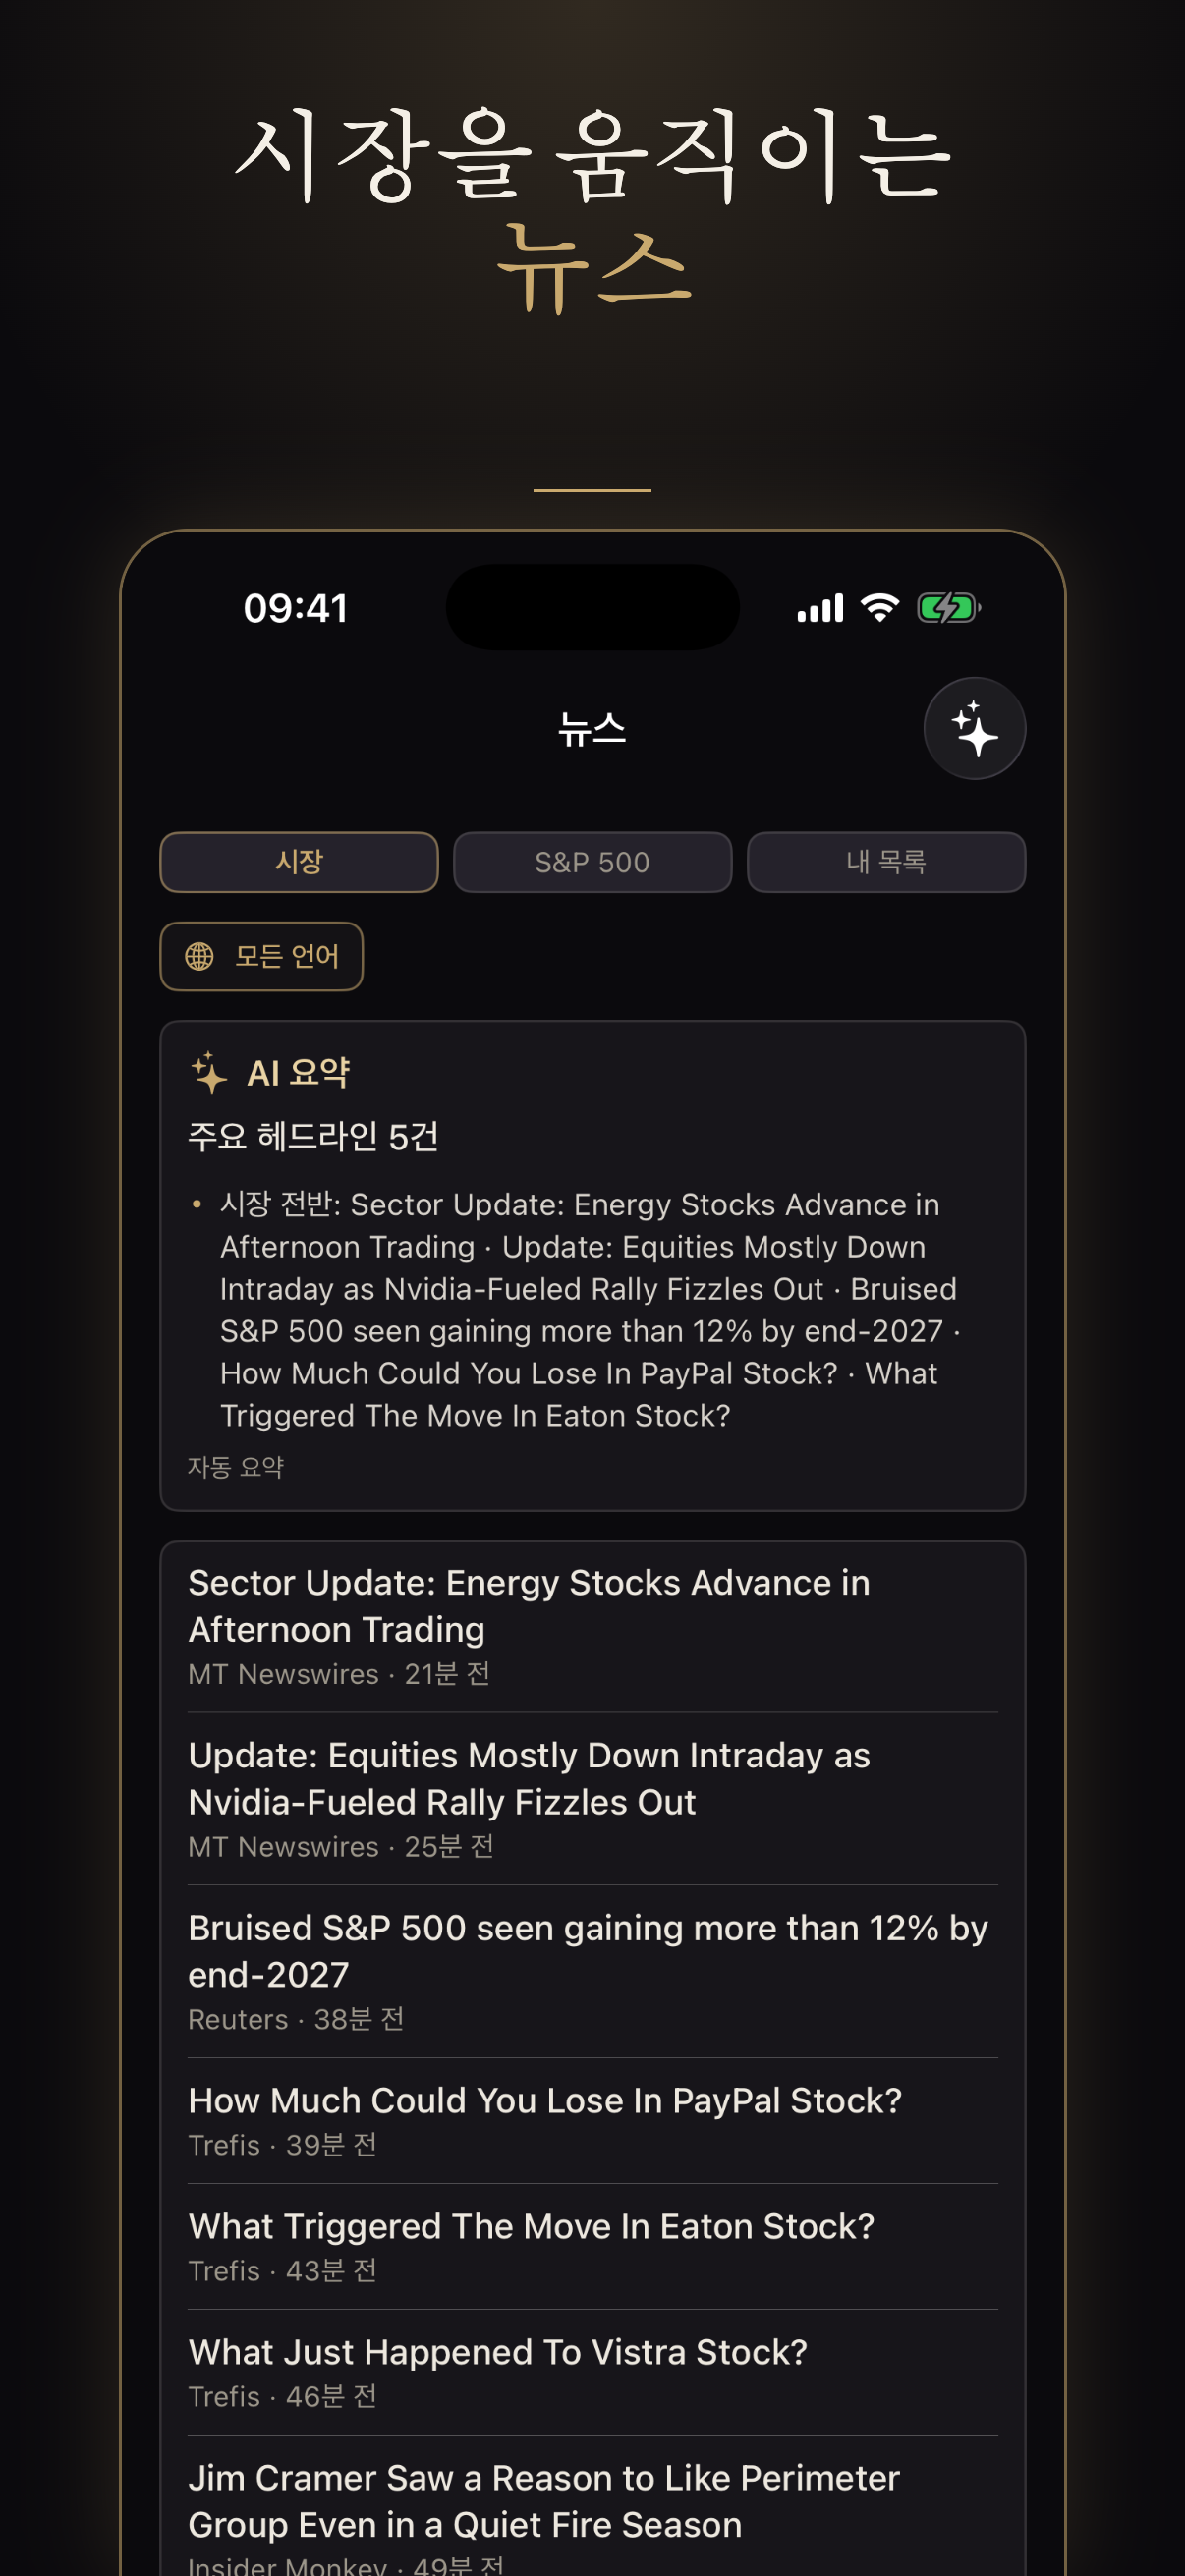 시장을 움직이는
뉴스
09:41
뉴스
시장
S&P 500
내 목록
모든 언어
AI 요약
주요 헤드라인 5건
• 시장 전반: Sector Update: Energy Stocks Advance in
Afternoon Trading · Update: Equities Mostly Down
Intraday as Nvidia-Fueled Rally Fizzles Out · Bruised
S&P 500 seen gaining more than 12% by end-2027 ·
How Much Could You Lose In PayPal Stock? · What
Triggered The Move In Eaton Stock?
자동 요약
Sector Update: Energy Stocks Advance in
Afternoon Trading
MT Newswires · 21분 전
Update: Equities Mostly Down Intraday as
Nvidia-Fueled Rally Fizzles Out
MT Newswires · 25분 전
Bruised S&P 500 seen gaining more than 12% by
end-2027
Reuters · 38분 전
How Much Could You Lose In PayPal Stock?
Trefis · 39분 전
What Triggered The Move In Eaton Stock?
Trefis · 43분 전
What Just Happened To Vistra Stock?
Trefis · 46분 전
Jim Cramer Saw a Reason to Like Perimeter
Group Even in a Quiet Fire Season
Insider Monkey · 49분 전